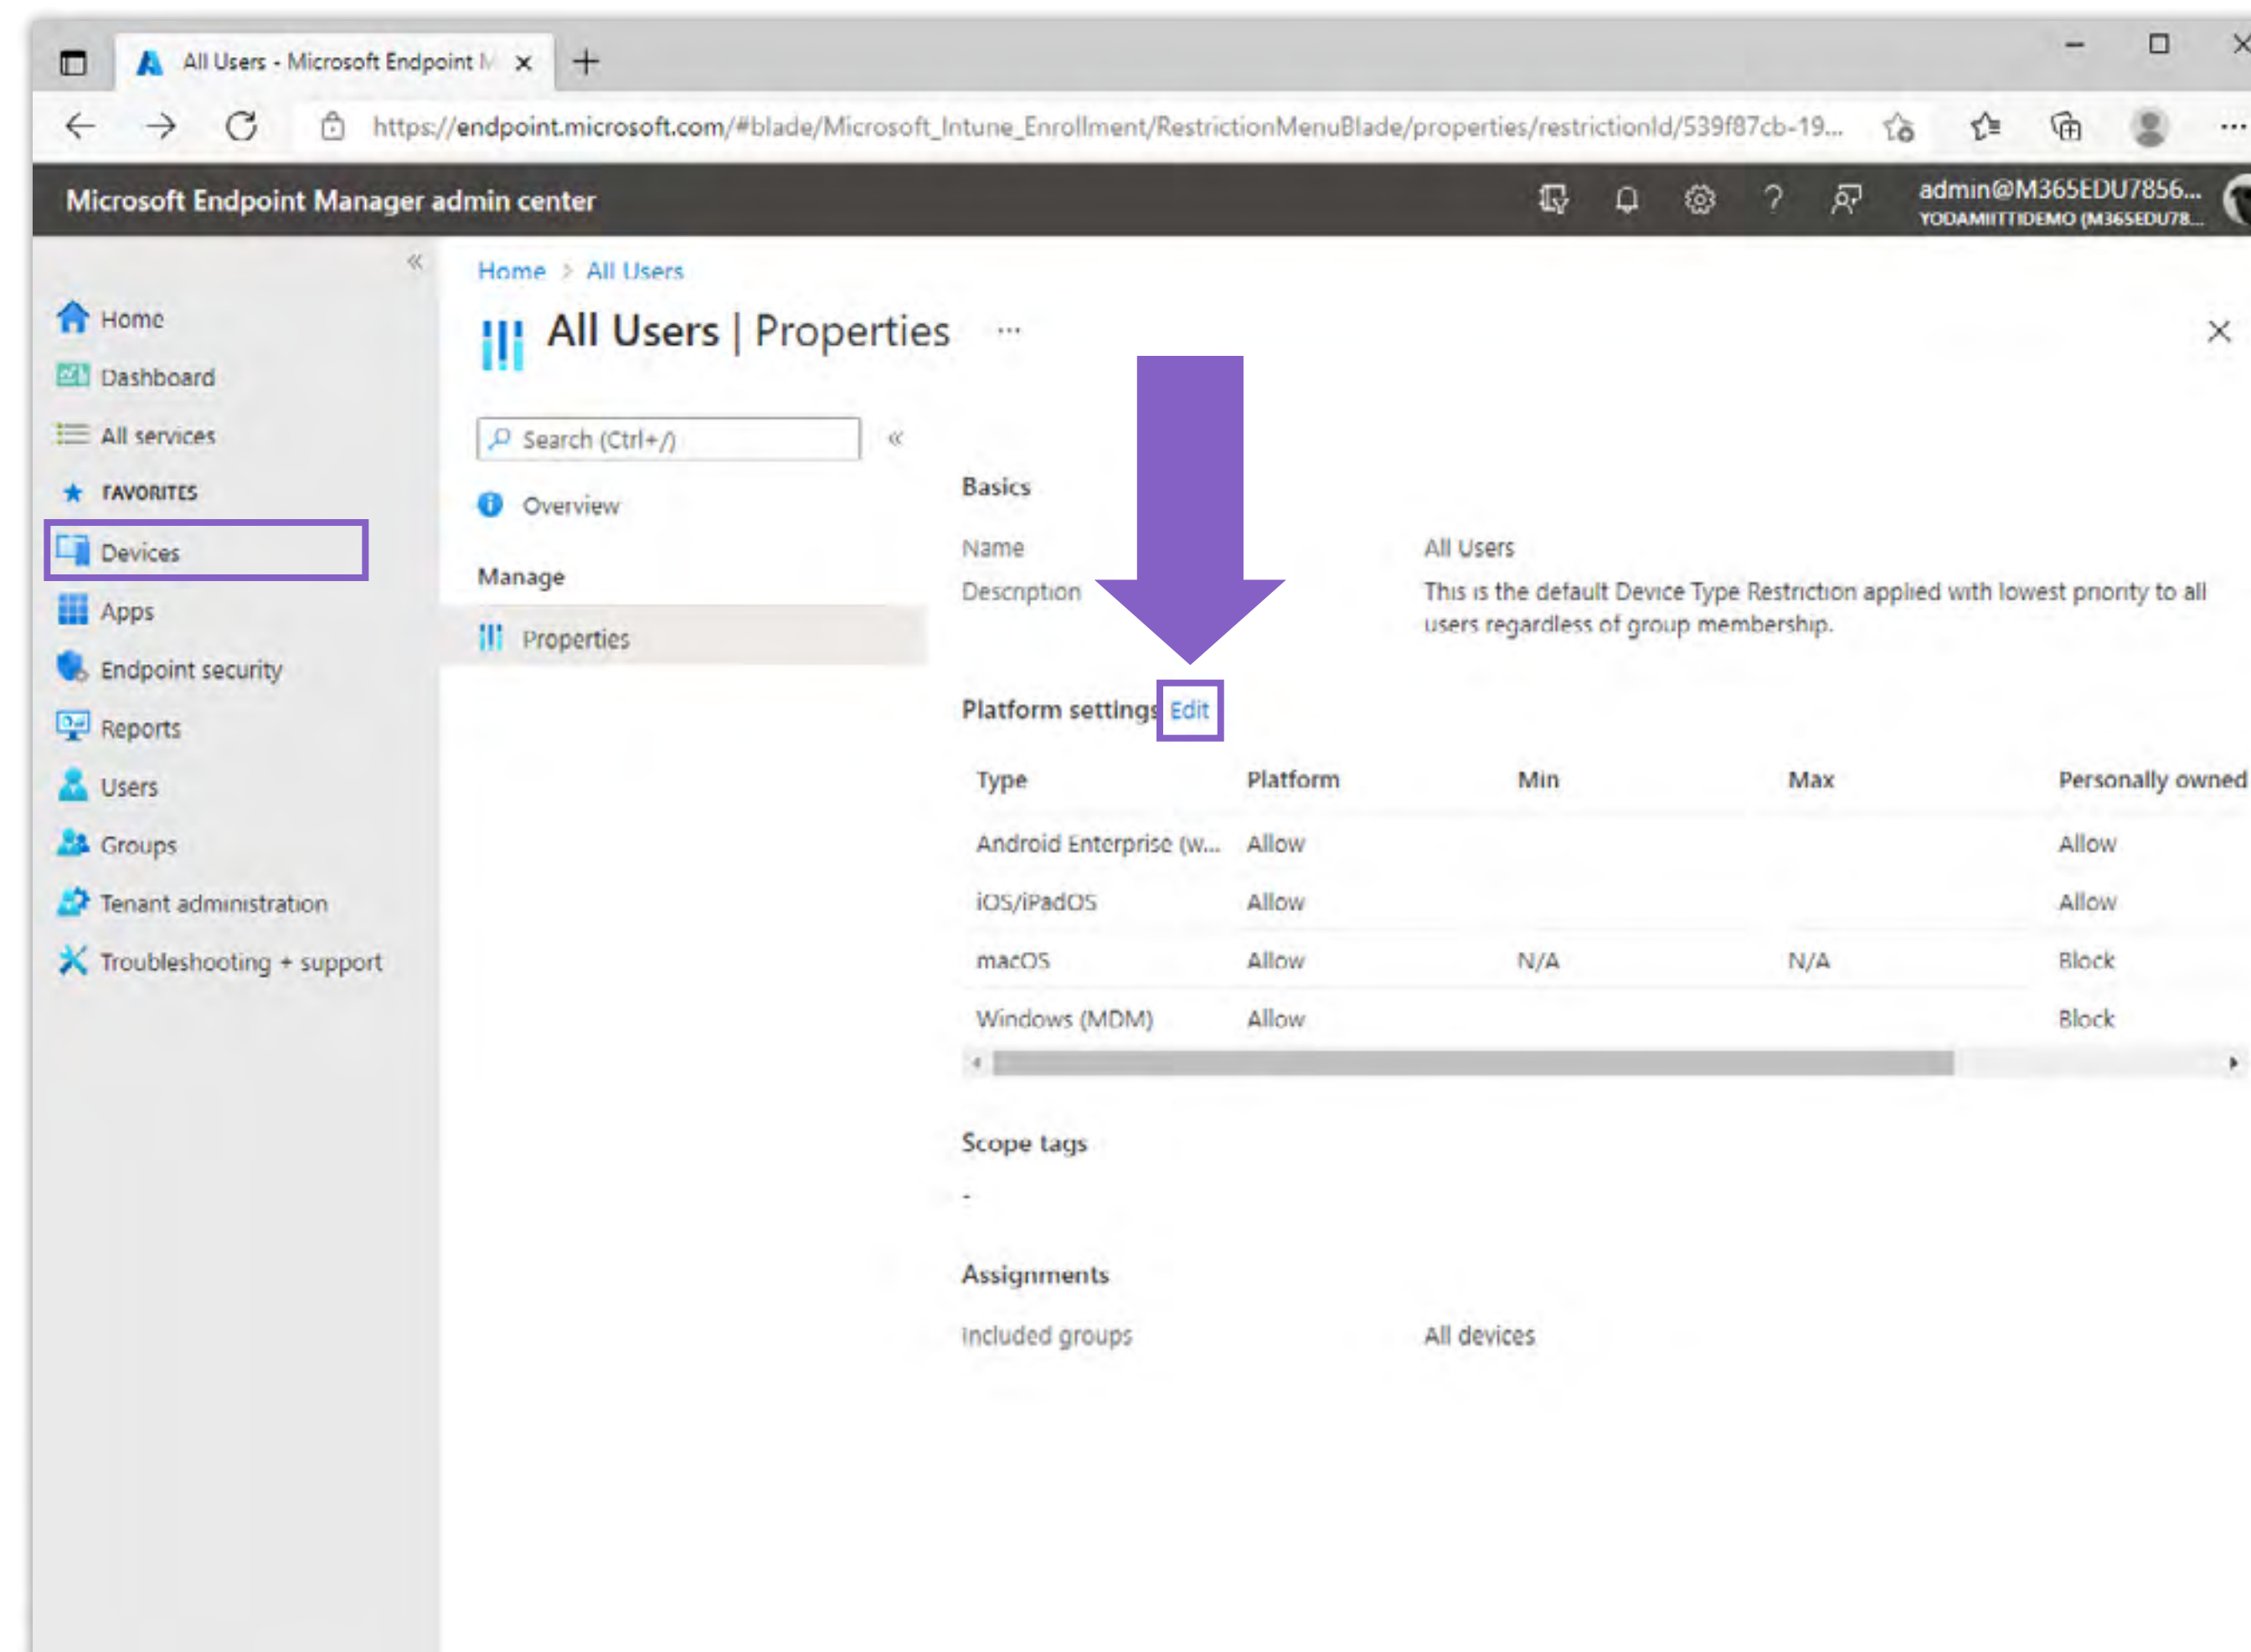 All Users - Microsoft Endpoint M
https://endpoint.microsoft.com/#blade/Microsoft_Intune_Enrollment/RestrictionMenuBlade/properties/restrictionId/539f87cb-19...
Microsoft Endpoint Manager admin center
admin@M365EDU7856...
YODAMIITTIDEMO (M365EDU78...
Home
Dashboard
All services
FAVORITES
Devices
Apps
Endpoint security
Reports
Users
Groups
Tenant administration
Troubleshooting + support
Home > All Users
All Users | Properties ...
Search (Ctrl+/)
Overview
Manage
Properties
Basics
Name All Users
Description This is the default Device Type Restriction applied with lowest priority to all
users regardless of group membership.
Platform settings Edit
Type Platform Min Max Personally owned
Android Enterprise (w... Allow Allow
iOS/iPadOS Allow Allow
macOS Allow N/A N/A Block
Windows (MDM) Allow Block
Scope tags
-
Assignments
Included groups All devices